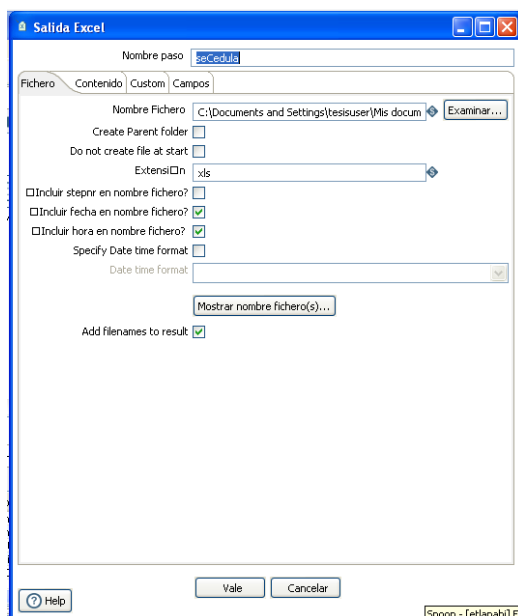 Salida Excel
Nombre paso seCedula
Fichero Contenido Custom Campos
Nombre Fichero C:\Documents and Settings\tesisuser\Mis docum Examinar...
Create Parent folder
Do not create file at start
Extensi□n xls
□Incluir stepnr en nombre fichero?
□Incluir fecha en nombre fichero?
□Incluir hora en nombre fichero?
Specify Date time format
Date time format
Mostrar nombre fichero(s)...
Add filenames to result
Vale Cancelar
Help
Spoon - [etlapabi] F